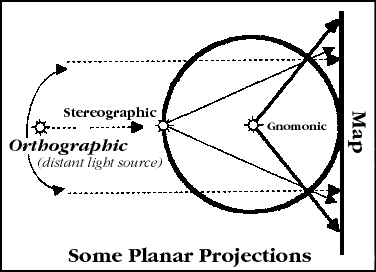 Stereographic
Gnomonic
Map
Orthographic
(distant light source)
Some Planar Projections